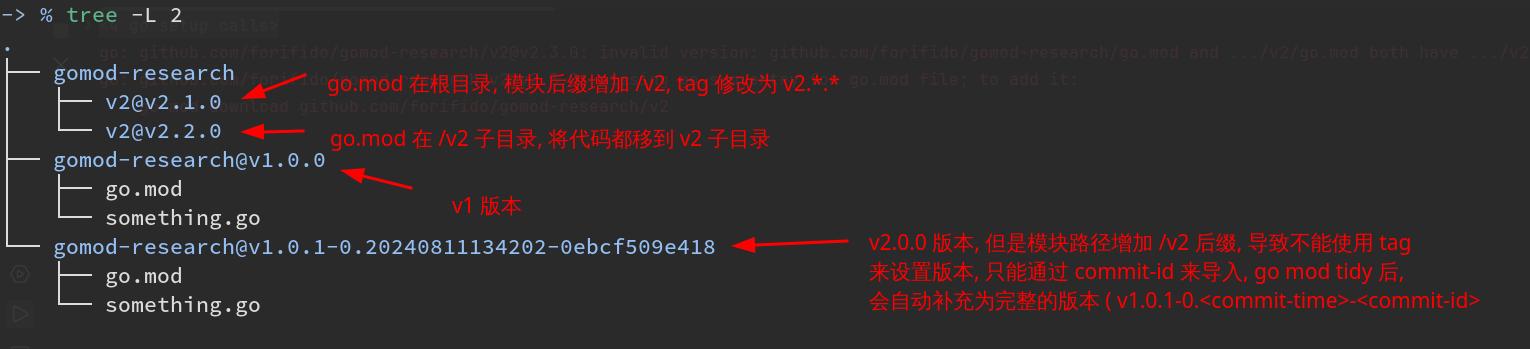 -> % tree -L 2
go setup calls>
.
go: github.com/forifido/gomod-research/v2@v2.3.0: invalid version: github.com/forifido/gomod-research/go.mod and .../v2/go.mod both have .../v2
gomod-research
go.mod file; to add it:
go.mod 在根目录, 模块后缀增加 /v2, tag 修改为 v2.*.*
v2@v2.1.0
download github.com/forifido/gomod-research/v2
v2@v2.2.0
go.mod 在 /v2 子目录, 将代码都移到 v2 子目录
gomod-research@v1.0.0
go.mod
v1 版本
something.go
gomod-research@v1.0.1-0.20240811134202-0ebcf509e418
v2.0.0 版本, 但是模块路径增加 /v2 后缀, 导致不能使用 tag
来设置版本, 只能通过 commit-id 来导入, go mod tidy 后,
会自动补充为完整的版本 ( v1.0.1-0.<commit-time>-<commit-id>
go.mod
something.go